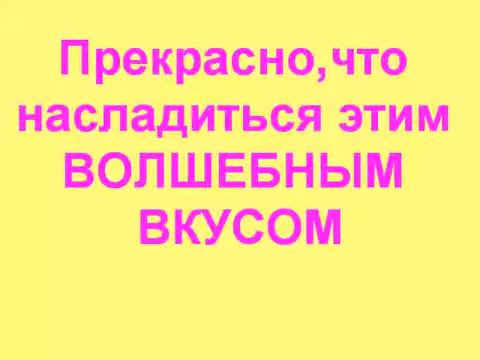 Прекрасно,что
насладиться этим
ВОЛШЕБНЫМ
ВКУСОМ